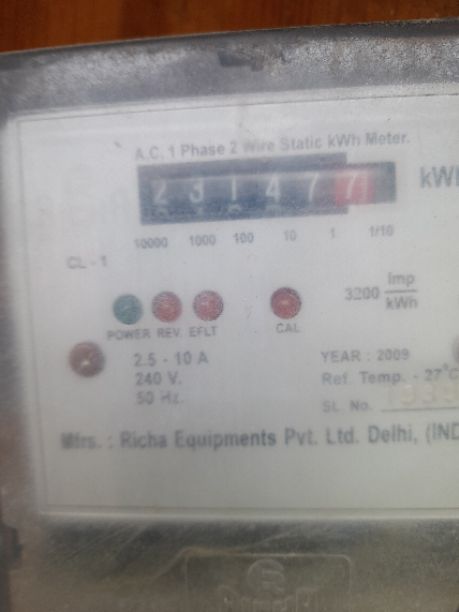 A.C. 1 Phase 2 Wire Static kWh Meter.
2 3 1 4 7 7 kWh
10000 1000 100 10 1 1/10
CL - 1
3200 Imp
kWh
POWER REV. EFLT CAL
2.5 - 10 A YEAR : 2009
240 V. Ref. Temp. - 27°C
50 Hz. SL. No.
Mfrs. : Richa Equipments Pvt. Ltd. Delhi, (IND